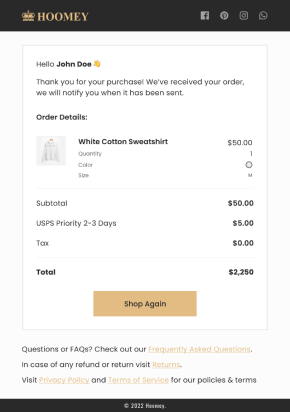 HOOMEY
Hello John Doe 👋
Thank you for your purchase! We've received your order,
we will notify you when it has been sent.
Order Details:
White Cotton Sweatshirt $50.00
Quantity 1
Color
Size M
Subtotal $50.00
USPS Priority 2-3 Days $5.00
Tax $0.00
Total $2,250
Shop Again
Questions or FAQs? Check out our Frequently Asked Questions.
In case of any refund or return visit Returns.
Visit Privacy Policy and Terms of Service for our policies & terms
© 2022 Hoomey.